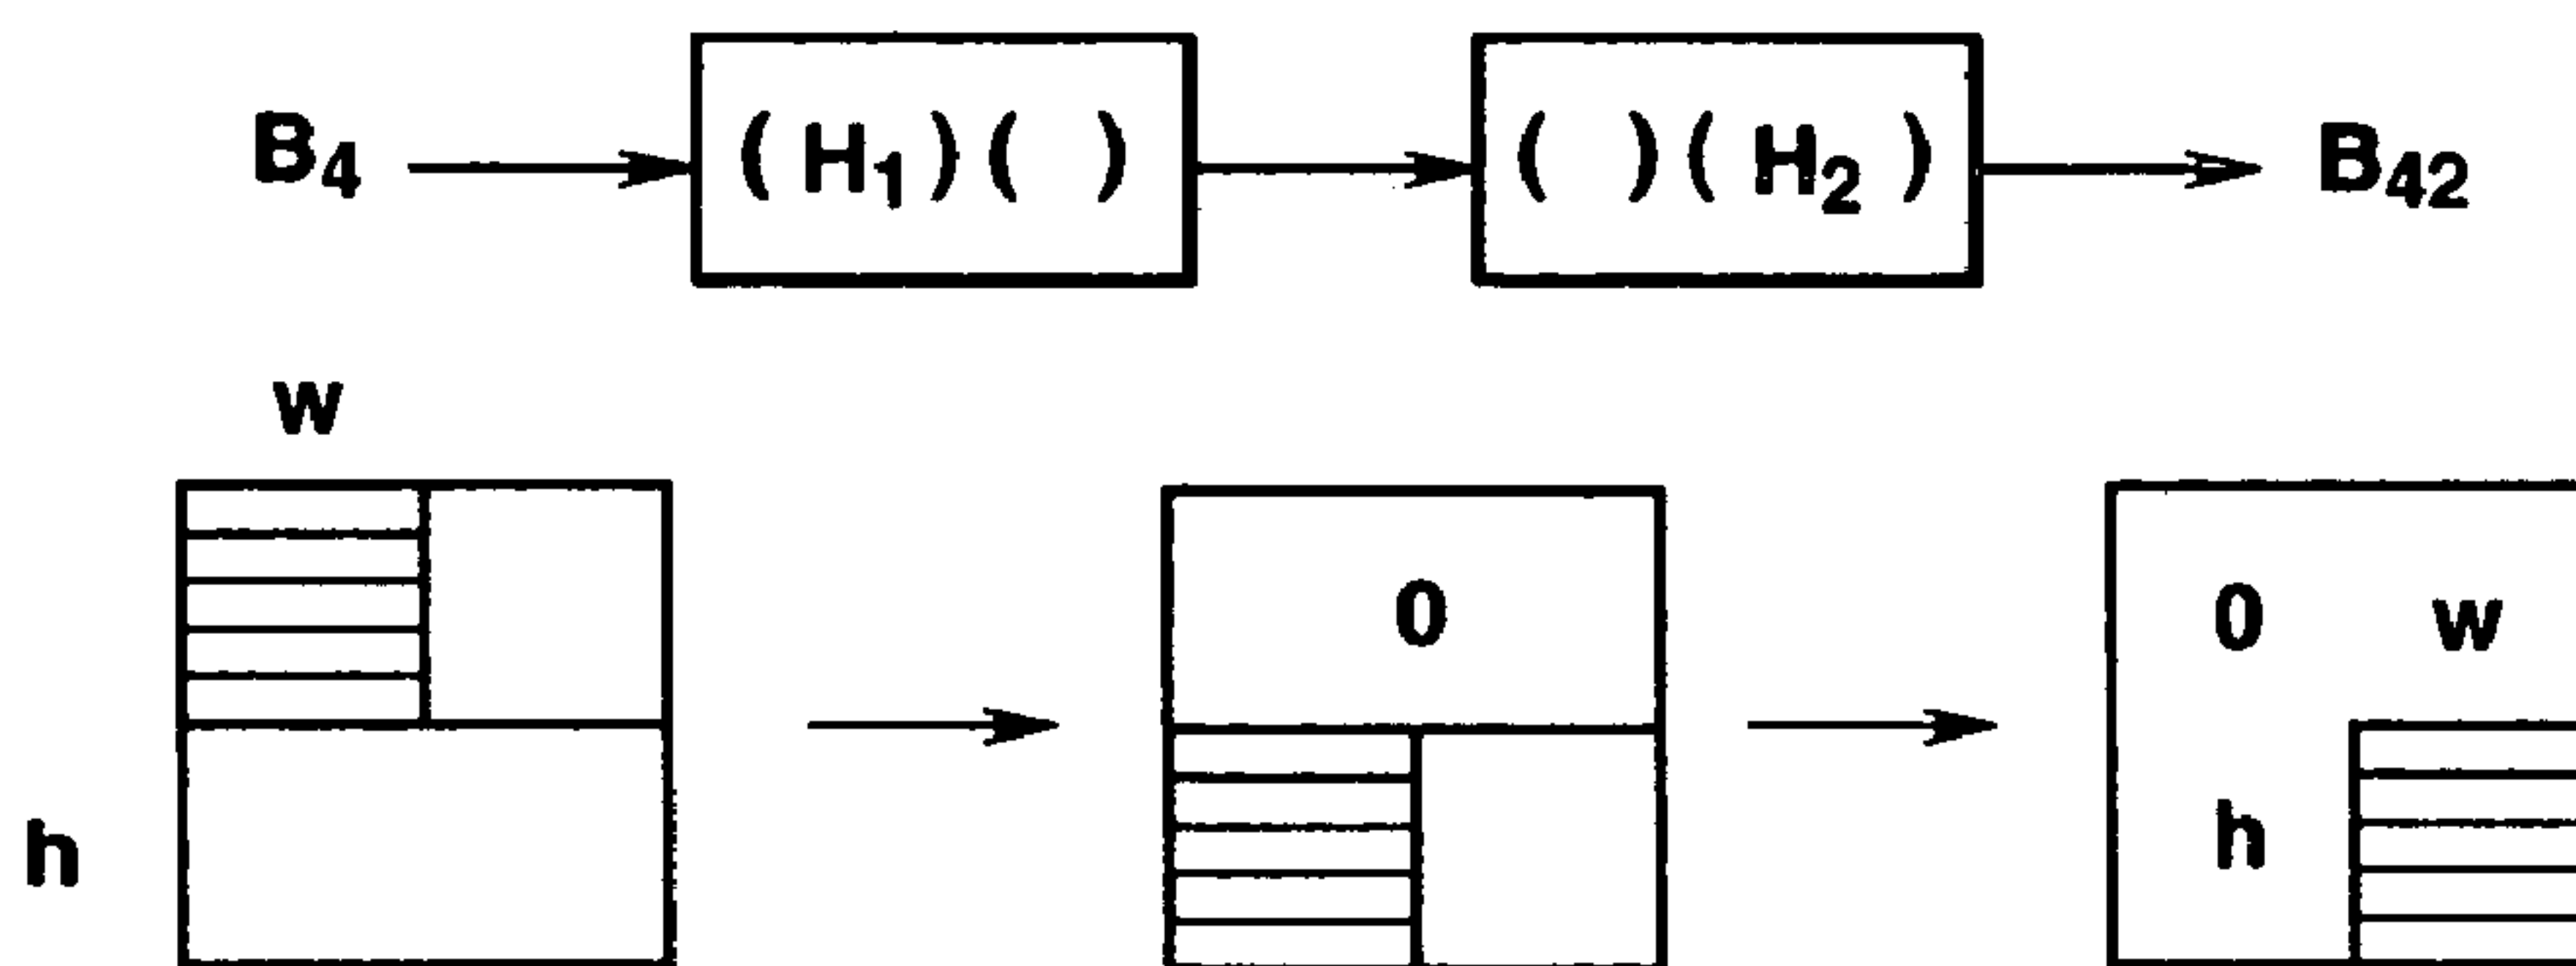 B₄ (H₁)( ) ( )(H₂) B₄₂
w
0 0 w
h h